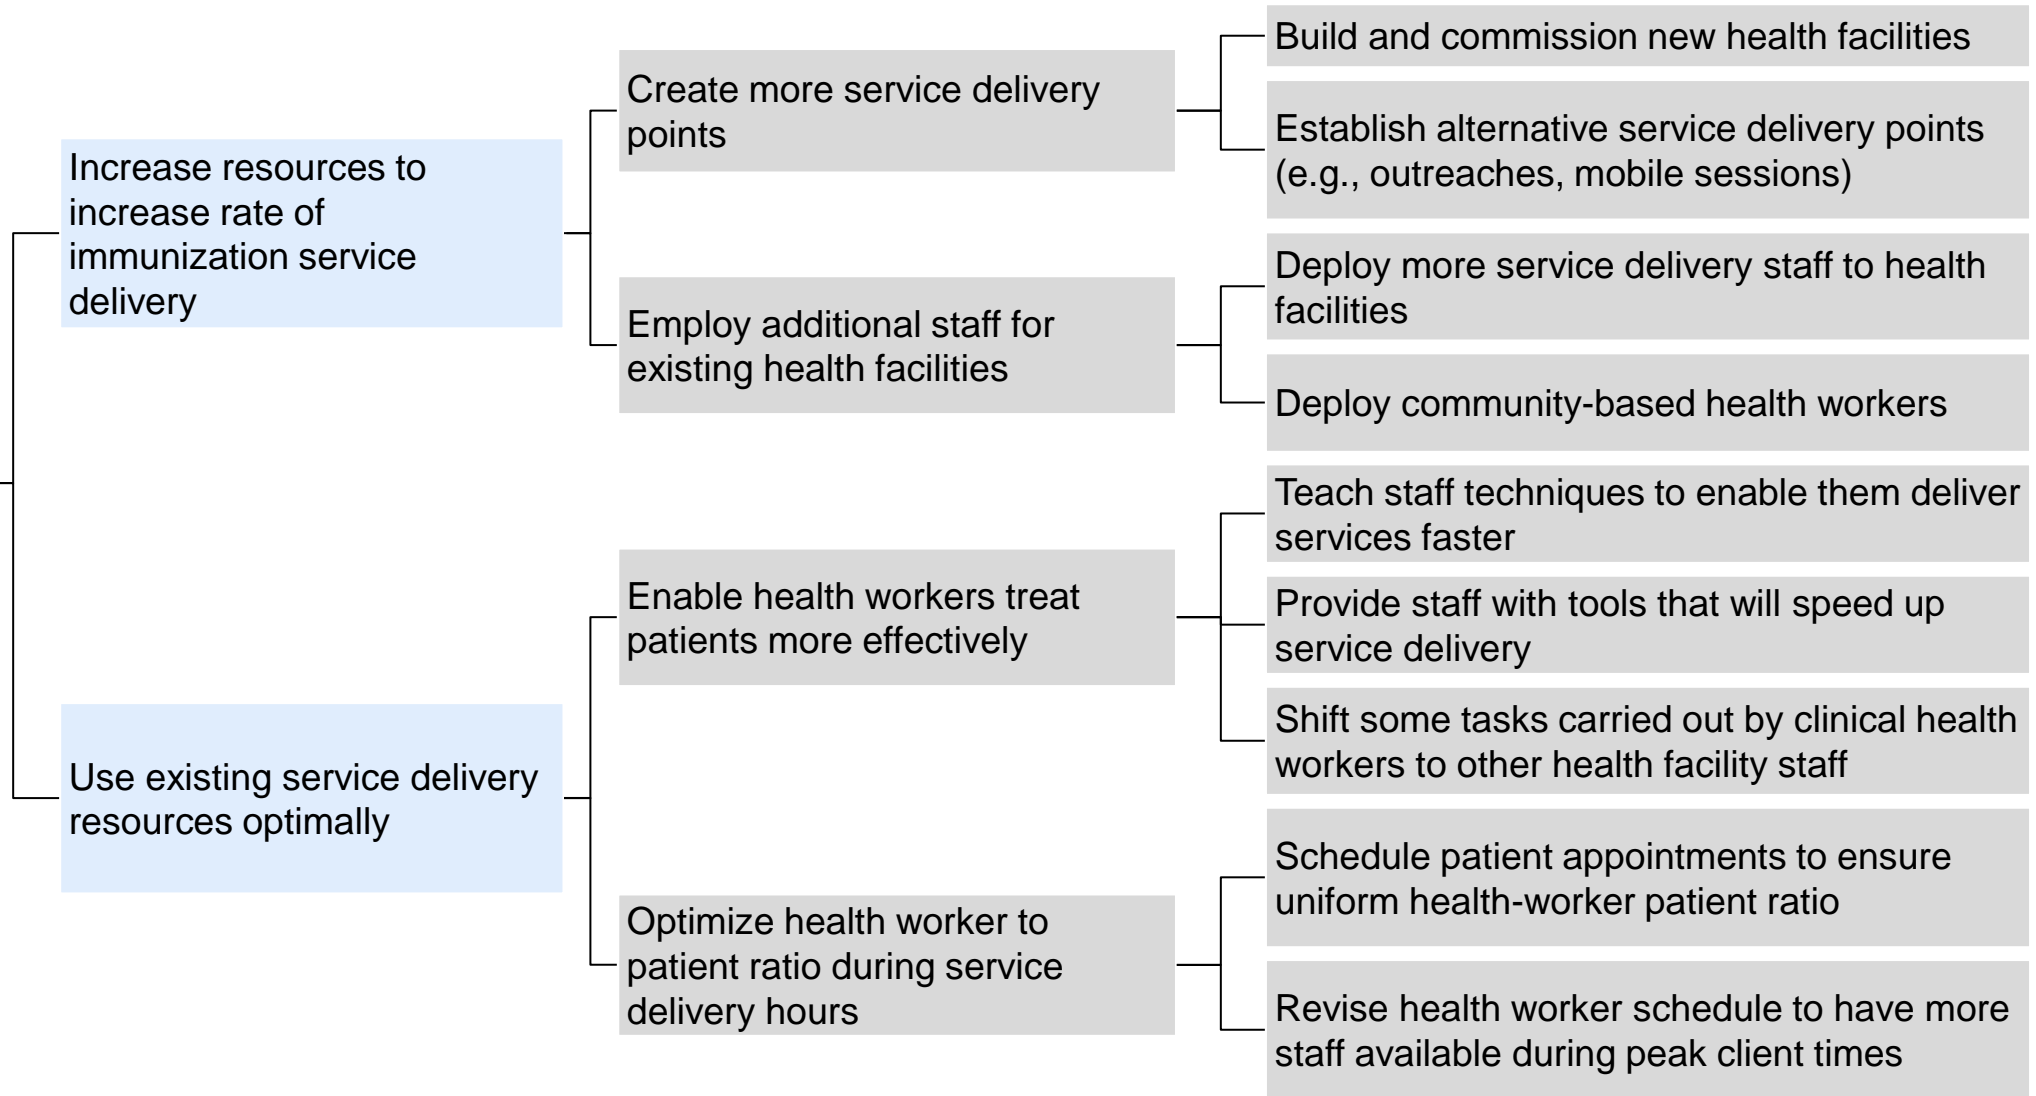 Increase resources to
increase rate of
immunization service
delivery
Create more service delivery
points
Build and commission new health facilities
Establish alternative service delivery points
(e.g., outreaches, mobile sessions)
Employ additional staff for
existing health facilities
Deploy more service delivery staff to health
facilities
Deploy community-based health workers
Use existing service delivery
resources optimally
Enable health workers treat
patients more effectively
Teach staff techniques to enable them deliver
services faster
Provide staff with tools that will speed up
service delivery
Shift some tasks carried out by clinical health
workers to other health facility staff
Optimize health worker to
patient ratio during service
delivery hours
Schedule patient appointments to ensure
uniform health-worker patient ratio
Revise health worker schedule to have more
staff available during peak client times